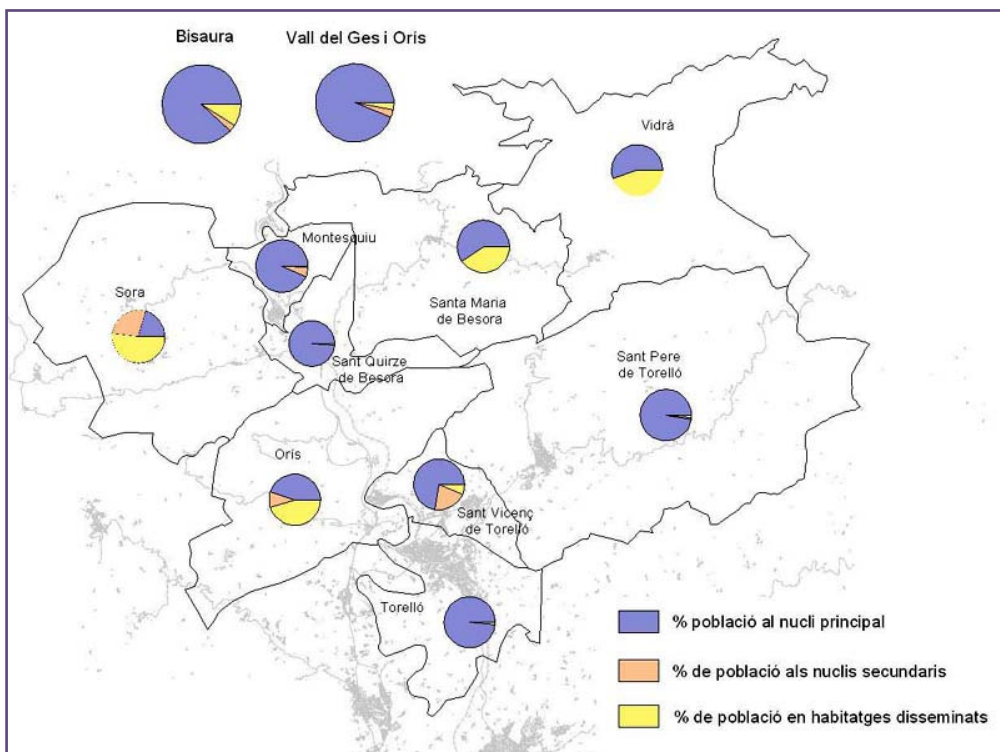 Bisaura
Vall del Ges i Orís
Vidrà
Montesquiu
Sora
Santa Maria
de Besora
Sant Quirze
de Besora
Sant Pere
de Torelló
Orís
Sant Vicenç
de Torelló
Torelló
% població al nucli principal
% de població als nuclis secundaris
% de població en habitatges disseminats